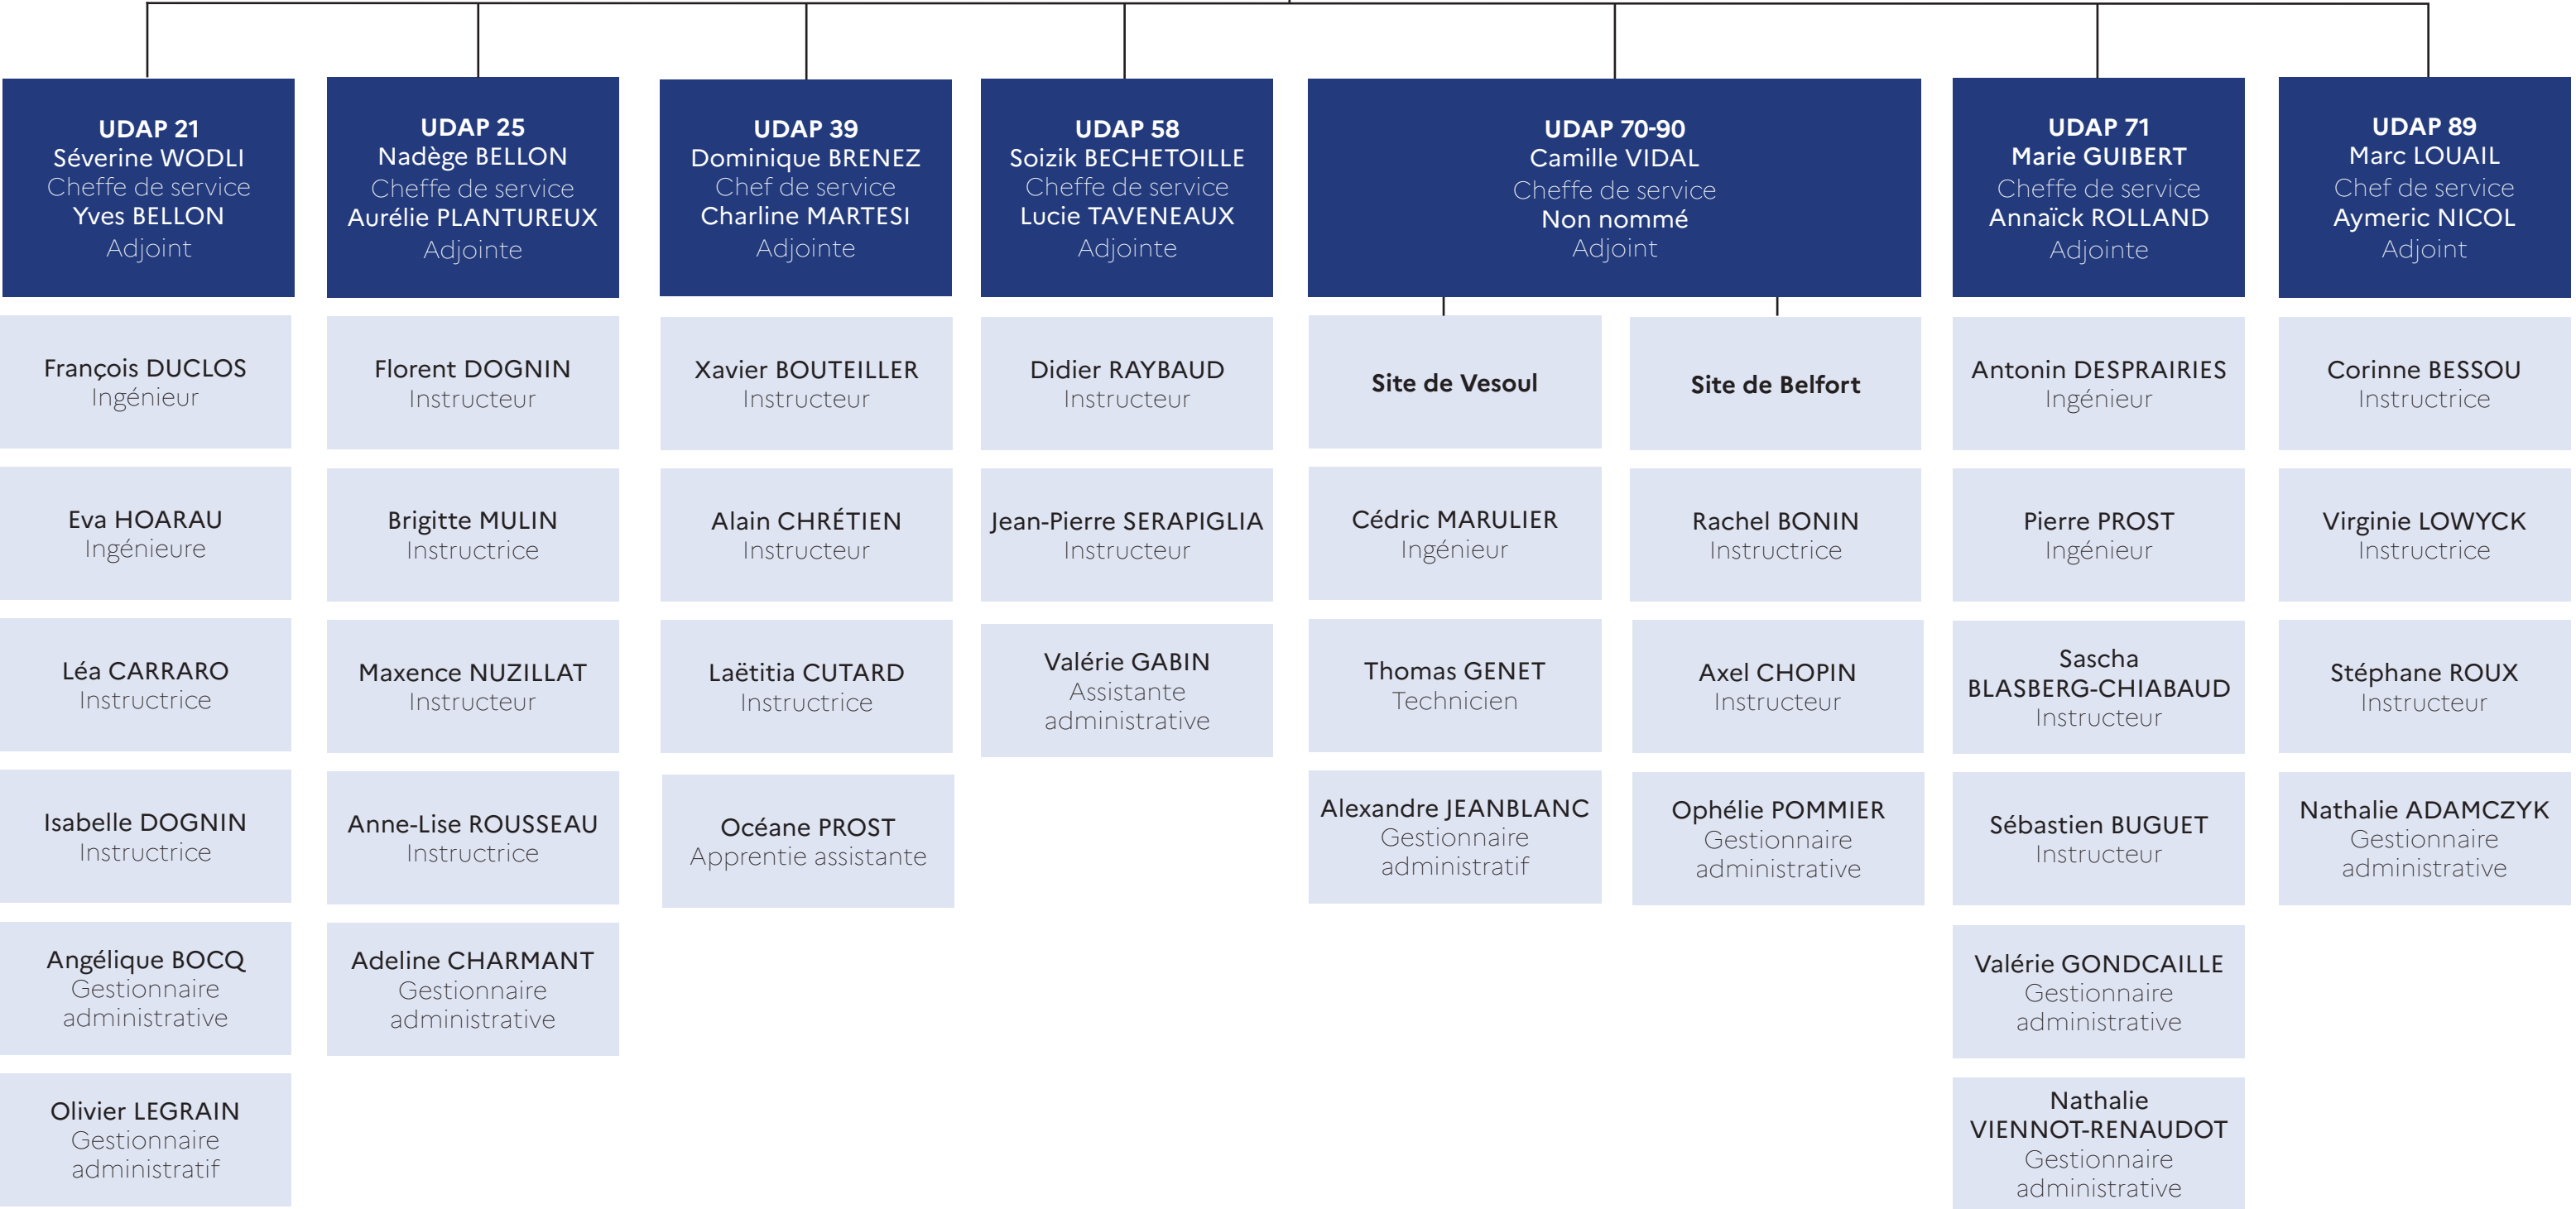 UDAP 21
Séverine WODLI
Cheffe de service
Yves BELLON
Adjoint
François DUCLOS
Ingénieur
Eva HOARAU
Ingénieure
Léa CARRARO
Instructrice
Isabelle DOGNIN
Instructrice
Angélique BOCQ
Gestionnaire
administrative
Olivier LEGRAIN
Gestionnaire
administratif
UDAP 25
Nadège BELLON
Cheffe de service
Aurélie PLANTUREUX
Adjointe
Florent DOGNIN
Instructeur
Brigitte MULIN
Instructrice
Maxence NUZILLAT
Instructeur
Anne-Lise ROUSSEAU
Instructrice
Adeline CHARMANT
Gestionnaire
administrative
UDAP 39
Dominique BRENEZ
Chef de service
Charline MARTESI
Adjointe
Xavier BOUTEILLER
Instructeur
Alain CHRÉTIEN
Instructeur
Laëtitia CUTARD
Instructrice
Océane PROST
Apprentie assistante
UDAP 58
Soizik BECHETOILLE
Cheffe de service
Lucie TAVENEAUX
Adjointe
Didier RAYBAUD
Instructeur
Jean-Pierre SERAPIGLIA
Instructeur
Valérie GABIN
Assistante
administrative
UDAP 70-90
Camille VIDAL
Cheffe de service
Non nommé
Adjoint
Site de Vesoul
Cédric MARULIER
Ingénieur
Thomas GENET
Technicien
Alexandre JEANBLANC
Gestionnaire
administratif
Site de Belfort
Rachel BONIN
Instructrice
Axel CHOPIN
Instructeur
Ophélie POMMIER
Gestionnaire
administrative
UDAP 71
Marie GUIBERT
Cheffe de service
Annaïck ROLLAND
Adjointe
Antonin DESPRAIRIES
Ingénieur
Pierre PROST
Ingénieur
Sascha
BLASBERG-CHIABAUD
Instructeur
Sébastien BUGUET
Instructeur
Valérie GONDCAILLE
Gestionnaire
administrative
Nathalie
VIENNOT-RENAUDOT
Gestionnaire
administrative
UDAP 89
Marc LOUAIL
Chef de service
Aymeric NICOL
Adjoint
Corinne BESSOU
Instructrice
Virginie LOWYCK
Instructrice
Stéphane ROUX
Instructeur
Nathalie ADAMCZYK
Gestionnaire
administrative